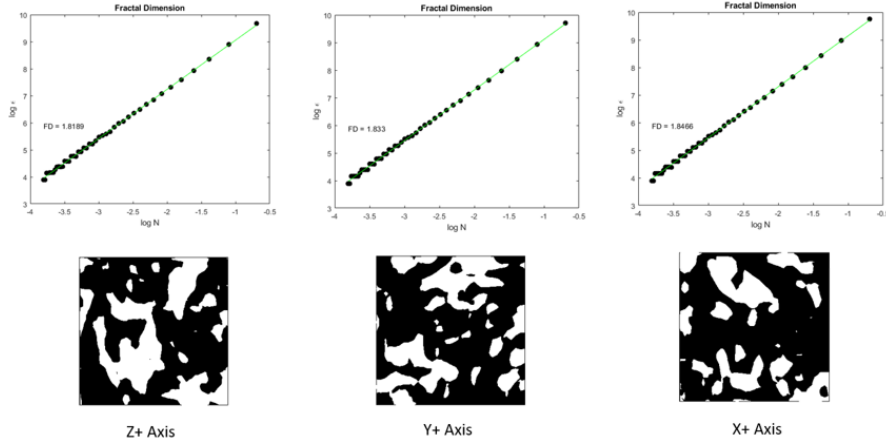 Fractal Dimension
10
9
8
7
6
5
4
3
log ε
FD = 1.8189
-4 -3.5 -3 -2.5 -2 -1.5 -1 -0.5
log N
Z+ Axis
Fractal Dimension
10
9
8
7
6
5
4
3
log ε
FD = 1.833
-4 -3.5 -3 -2.5 -2 -1.5 -1 -0.5
log N
Y+ Axis
Fractal Dimension
10
9
8
7
6
5
4
3
log ε
FD = 1.8466
-4 -3.5 -3 -2.5 -2 -1.5 -1 -0.5
log N
X+ Axis